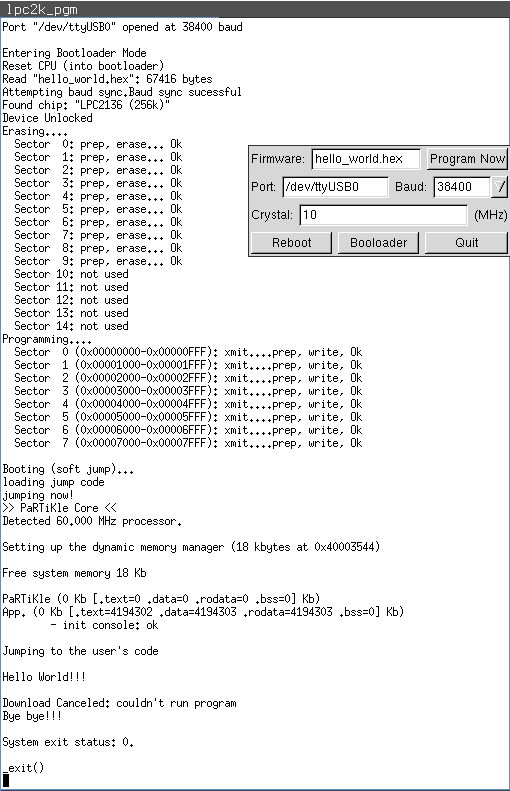 lpc2k_pgm
Port "/dev/ttyUSB0" opened at 38400 baud
Entering Bootloader Mode
Reset CPU (into bootloader)
Read "hello_world.hex": 67416 bytes
Attempting baud sync.Baud sync sucessful
Found chip: "LPC2136 (256k)"
Device Unlocked
Erasing....
Sector 0: prep, erase... Ok
Sector 1: prep, erase... Ok
Sector 2: prep, erase... Ok
Sector 3: prep, erase... Ok
Sector 4: prep, erase... Ok
Sector 5: prep, erase... Ok
Sector 6: prep, erase... Ok
Sector 7: prep, erase... Ok
Sector 8: prep, erase... Ok
Sector 9: prep, erase... Ok
Sector 10: not used
Sector 11: not used
Sector 12: not used
Sector 13: not used
Sector 14: not used
Programming....
Sector 0 (0x00000000-0x00000FFF): xmit....prep, write, Ok
Sector 1 (0x00001000-0x00001FFF): xmit....prep, write, Ok
Sector 2 (0x00002000-0x00002FFF): xmit....prep, write, Ok
Sector 3 (0x00003000-0x00003FFF): xmit....prep, write, Ok
Sector 4 (0x00004000-0x00004FFF): xmit....prep, write, Ok
Sector 5 (0x00005000-0x00005FFF): xmit....prep, write, Ok
Sector 6 (0x00006000-0x00006FFF): xmit....prep, write, Ok
Sector 7 (0x00007000-0x00007FFF): xmit....prep, write, Ok
Booting (soft jump)...
loading jump code
jumping now!
>> PaRTiKle Core <<
Detected 60.000 MHz processor.
Setting up the dynamic memory manager (18 kbytes at 0x40003544)
Free system memory 18 Kb
PaRTiKle (0 Kb [.text=0 .data=0 .rodata=0 .bss=0] Kb)
App. (0 Kb [.text=4194302 .data=4194303 .rodata=4194303 .bss=0] Kb)
- init console: ok
Jumping to the user's code
Hello World!!!
Download Canceled: couldn't run program
Bye bye!!!
System exit status: 0.
_exit()
Firmware: hello_world.hex Program Now
Port: /dev/ttyUSB0 Baud: 38400
Crystal: 10 (MHz)
Reboot Booloader Quit